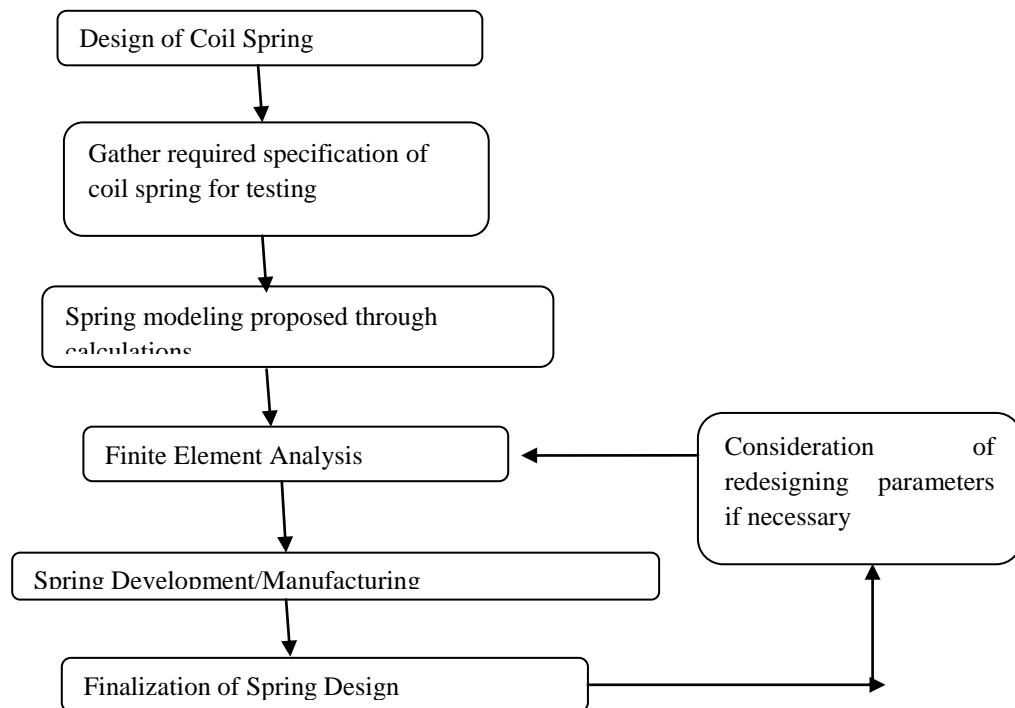 Design of Coil Spring
Gather required specification of
coil spring for testing
Spring modeling proposed through
calculations
Finite Element Analysis
Consideration of
redesigning parameters
if necessary
Spring Development/Manufacturing
Finalization of Spring Design